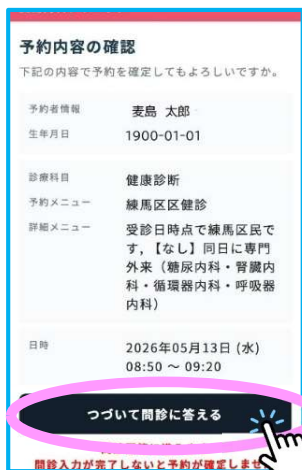 予約内容の確認
下記の内容で予約を確定してもよろしいですか。
予約者情報 麦島 太郎
生年月日 1900-01-01
診療科目 健康診断
予約メニュー 練馬区区健診
詳細メニュー 受診日時点で練馬区民で
す,【なし】同日に専門
外来（糖尿内科・腎臓内
科・循環器内科・呼吸器
内科）
日時 2026年05月13日 (水)
08:50 ～ 09:20
つづいて問診に答える
問診入力が完了しないと予約が確定しませ